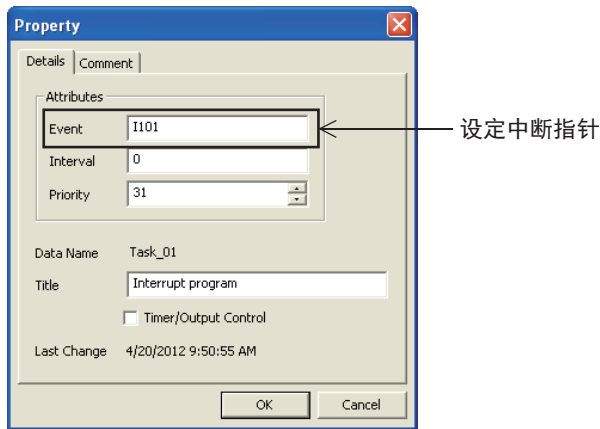 Property
Details
Comment
Attributes
Event
I101
设定中断指针
Interval
0
Priority
31
Data Name
Task_01
Title
Interrupt program
Timer/Output Control
Last Change
4/20/2012 9:50:55 AM
OK
Cancel